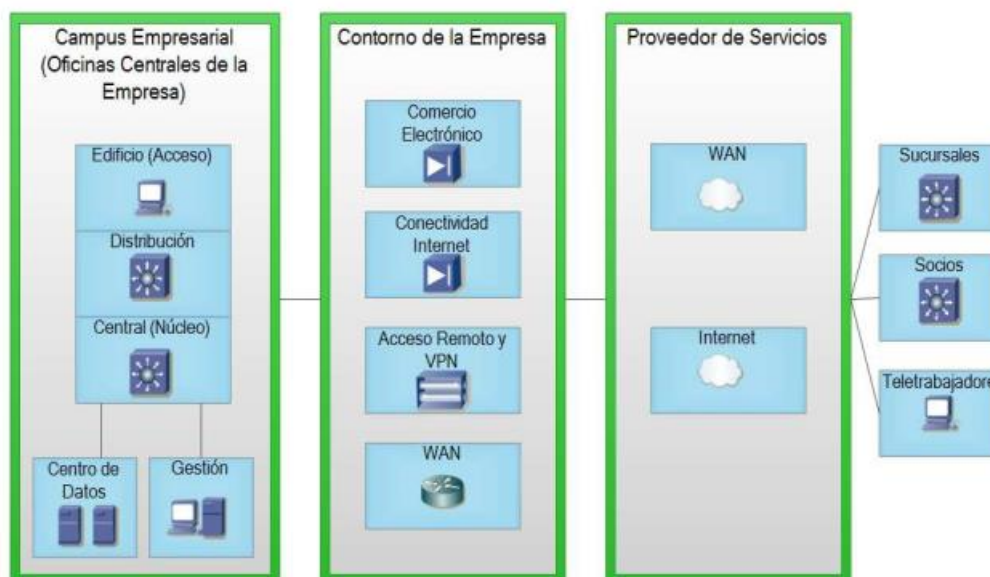 Campus Empresarial
(Oficinas Centrales de la
Empresa)
Edificio (Acceso)
Distribución
Central (Núcleo)
Centro de
Datos
Gestión
Contorno de la Empresa
Comercio
Electrónico
Conectividad
Internet
Acceso Remoto y
VPN
WAN
Proveedor de Servicios
WAN
Internet
Sucursales
Socios
Teletrabajadore